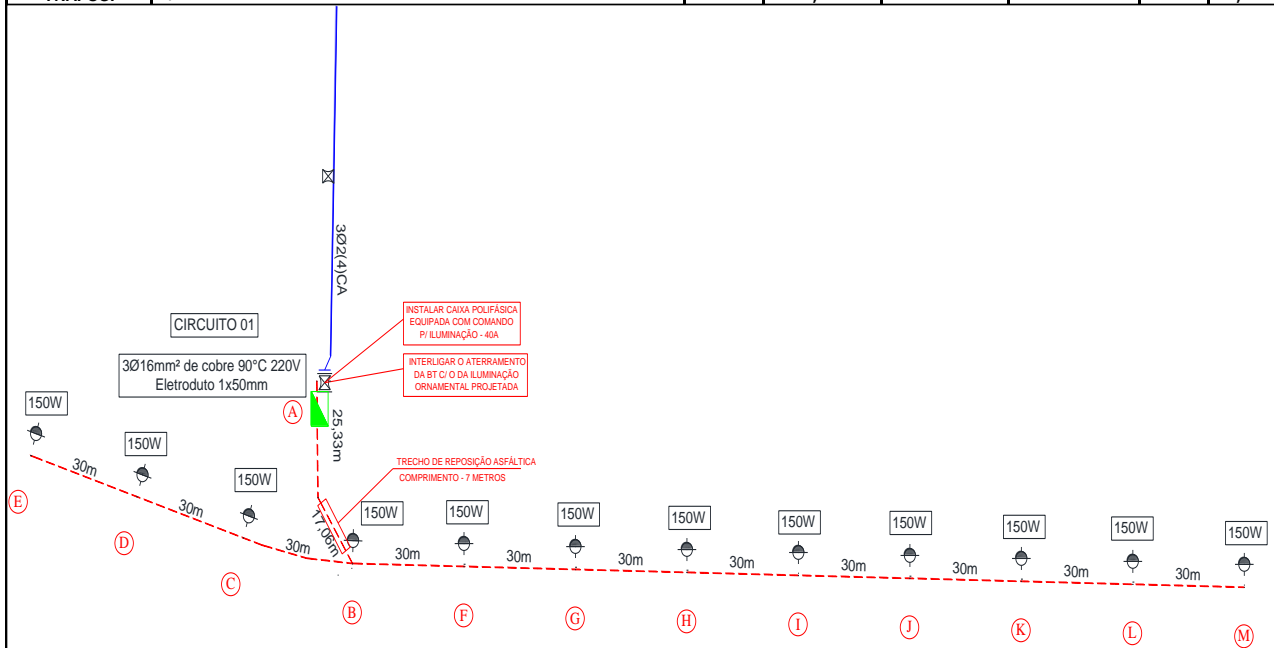 3Ø2(4)CA
INSTALAR CAIXA POLIFÁSICA
EQUIPADA COM COMANDO
P/ ILUMINAÇÃO - 40A
CIRCUITO 01
3Ø16mm² de cobre 90°C 220V
Eletroduto 1x50mm
INTERLIGAR O ATERRAMENTO
DA BT C/ O DA ILUMINAÇÃO
ORNAMENTAL PROJETADA
A
25,33m
150W
150W
150W
30m
30m
30m
E
D
C
TRECHO DE REPOSIÇÃO ASFÁLTICA
COMPRIMENTO - 7 METROS
17,06m
150W
150W
150W
150W
150W
150W
150W
150W
150W
30m
30m
30m
30m
30m
30m
30m
30m
B
F
G
H
I
J
K
L
M